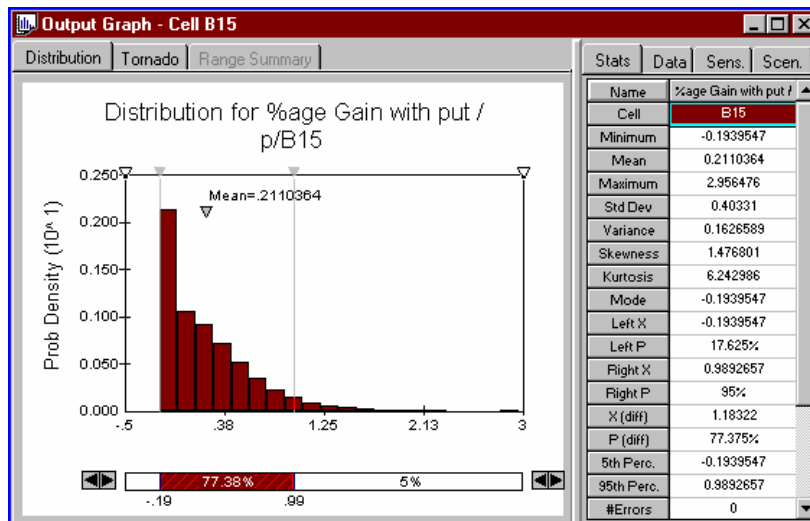 Output Graph - Cell B15
Distribution Tornado Range Summary
Distribution for %age Gain with put /
p/B15
Mean=.2110364
Prob Density (10^ 1)
0.250
0.200
0.150
0.100
0.050
0.000
-.5 .38 1.25 2.13 3
77.38% 5%
-.19 .99
Stats Data Sens. Scen.
Name %age Gain with put /
Cell B15
Minimum -0.1939547
Mean 0.2110364
Maximum 2.956476
Std Dev 0.40331
Variance 0.1626589
Skewness 1.476801
Kurtosis 6.242986
Mode -0.1939547
Left X -0.1939547
Left P 17.625%
Right X 0.9892657
Right P 95%
X (diff) 1.18322
P (diff) 77.375%
5th Perc. -0.1939547
95th Perc. 0.9892657
#Errors 0